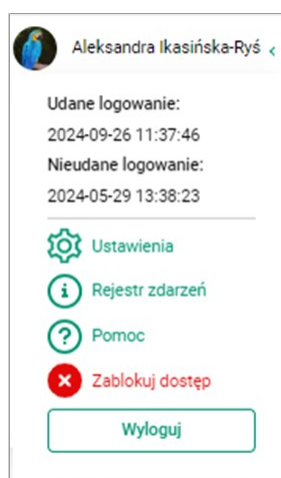 Aleksandra Ikasińska-Ryś
Udane logowanie:
2024-09-26 11:37:46
Nieudane logowanie:
2024-05-29 13:38:23
Ustawienia
Rejestr zdarzeń
Pomoc
Zablokuj dostęp
Wyloguj